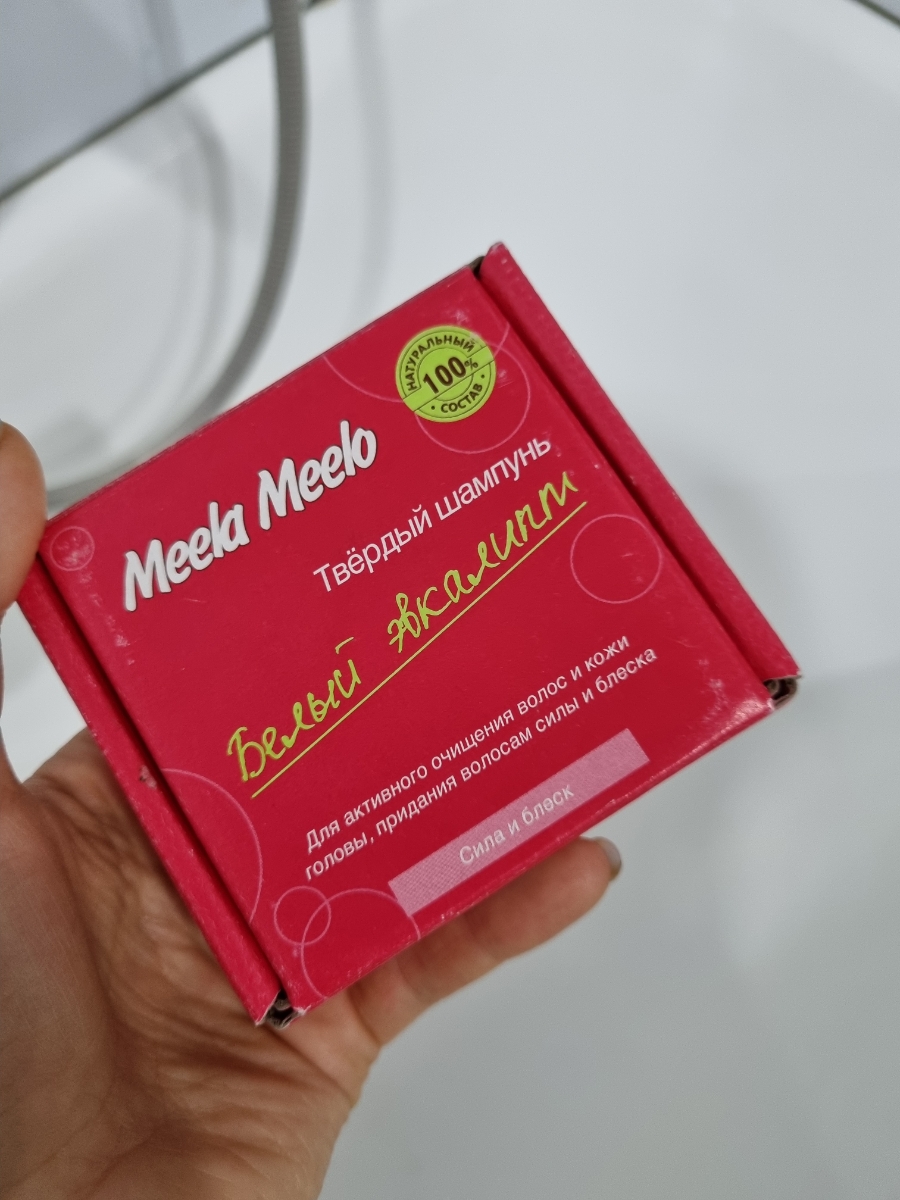 НАТУРАЛЬНЫЙ
100%
СОСТАВ
Meela Meelo
Твёрдый шампунь
Белый эвкалипт
Для активного очищения волос и кожи
головы, придания волосам силы и блеска
Сила и блеск